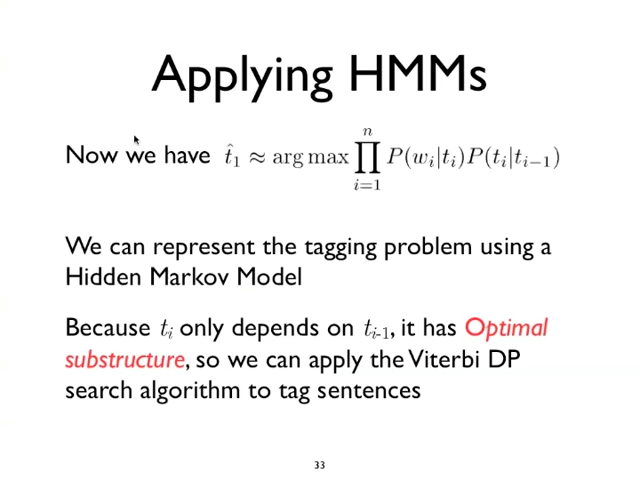 Applying HMMs
Now we have t̂₁ ≈ arg max ∏ᵢ₌₁ⁿ P(wᵢ|tᵢ)P(tᵢ|tᵢ₋₁)
We can represent the tagging problem using a
Hidden Markov Model
Because tᵢ only depends on tᵢ₋₁, it has Optimal
substructure, so we can apply the Viterbi DP
search algorithm to tag sentences
33